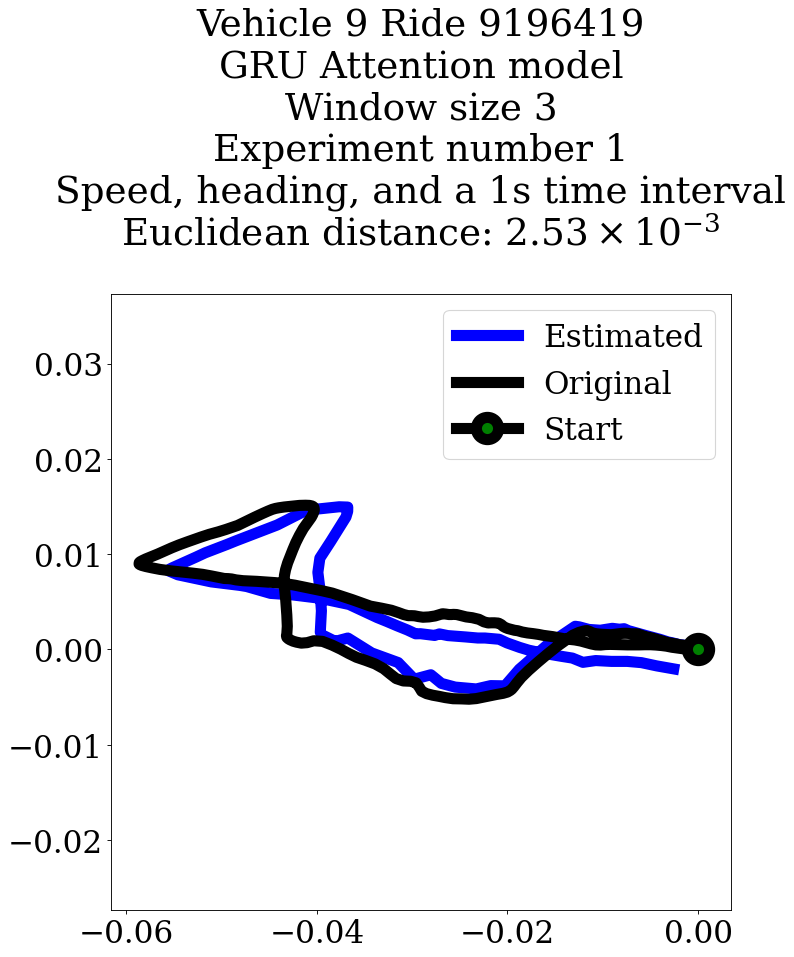 Vehicle 9 Ride 9196419
GRU Attention model
Window size 3
Experiment number 1
Speed, heading, and a 1s time interval
Euclidean distance: 2.53 × 10⁻³
Estimated
Original
Start
0.03
0.02
0.01
0.00
−0.01
−0.02
−0.06 −0.04 −0.02 0.00